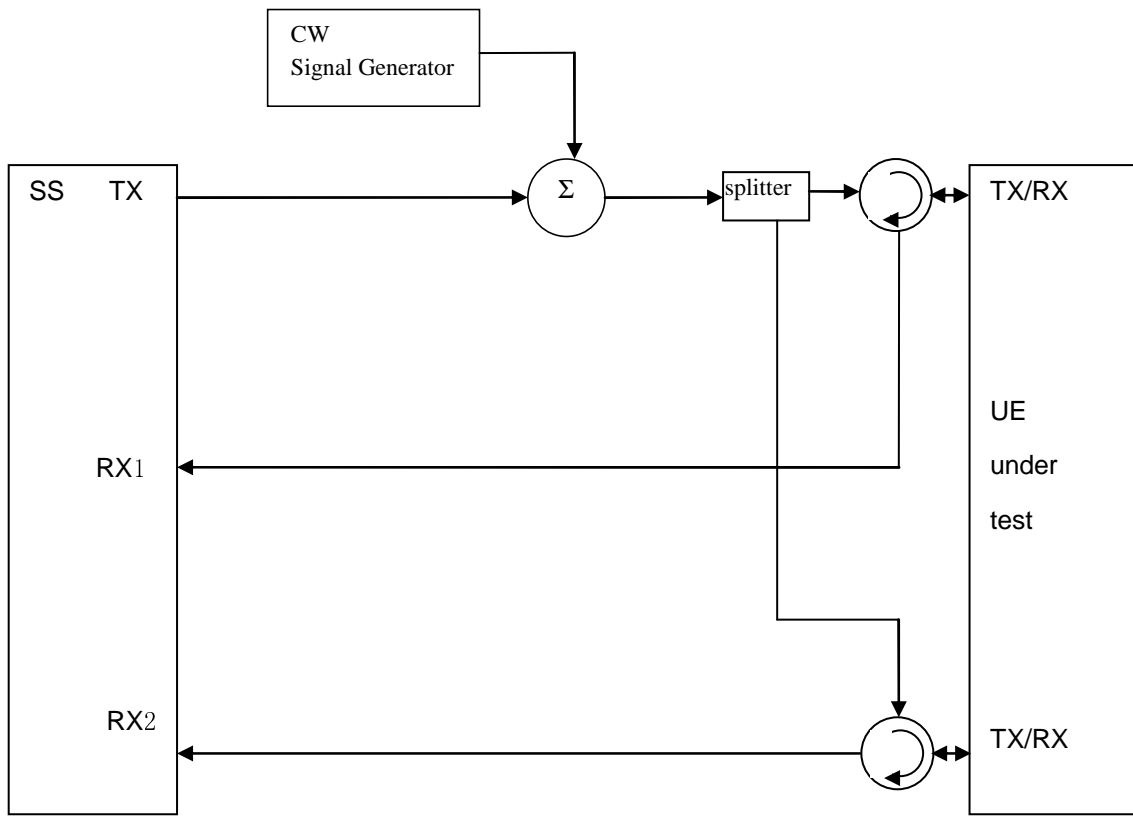 CW
Signal Generator
SS TX
Σ
splitter
TX/RX
UE
under
test
RX1
RX2
TX/RX